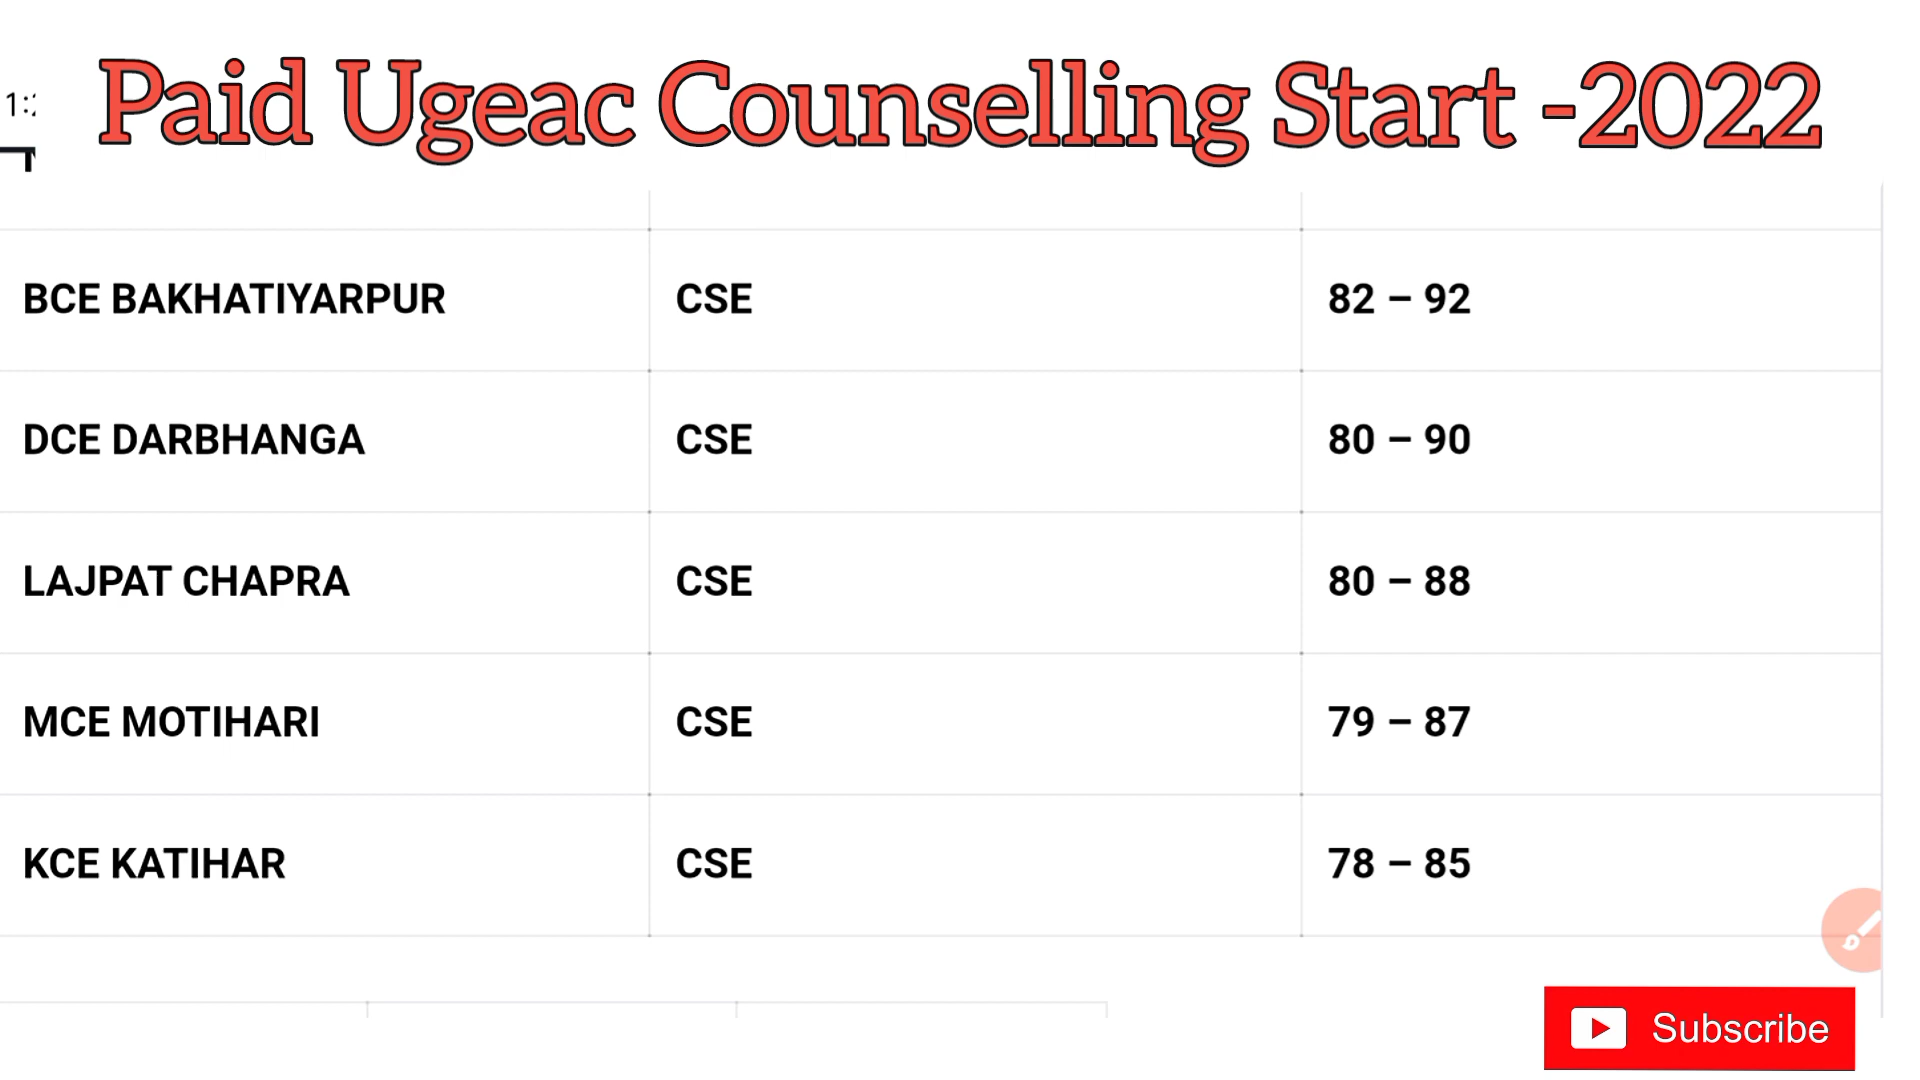 Paid Ugeac Counselling Start -2022
BCE BAKHATIYARPUR CSE 82 – 92
DCE DARBHANGA CSE 80 – 90
LAJPAT CHAPRA CSE 80 – 88
MCE MOTIHARI CSE 79 – 87
KCE KATIHAR CSE 78 – 85
Subscribe